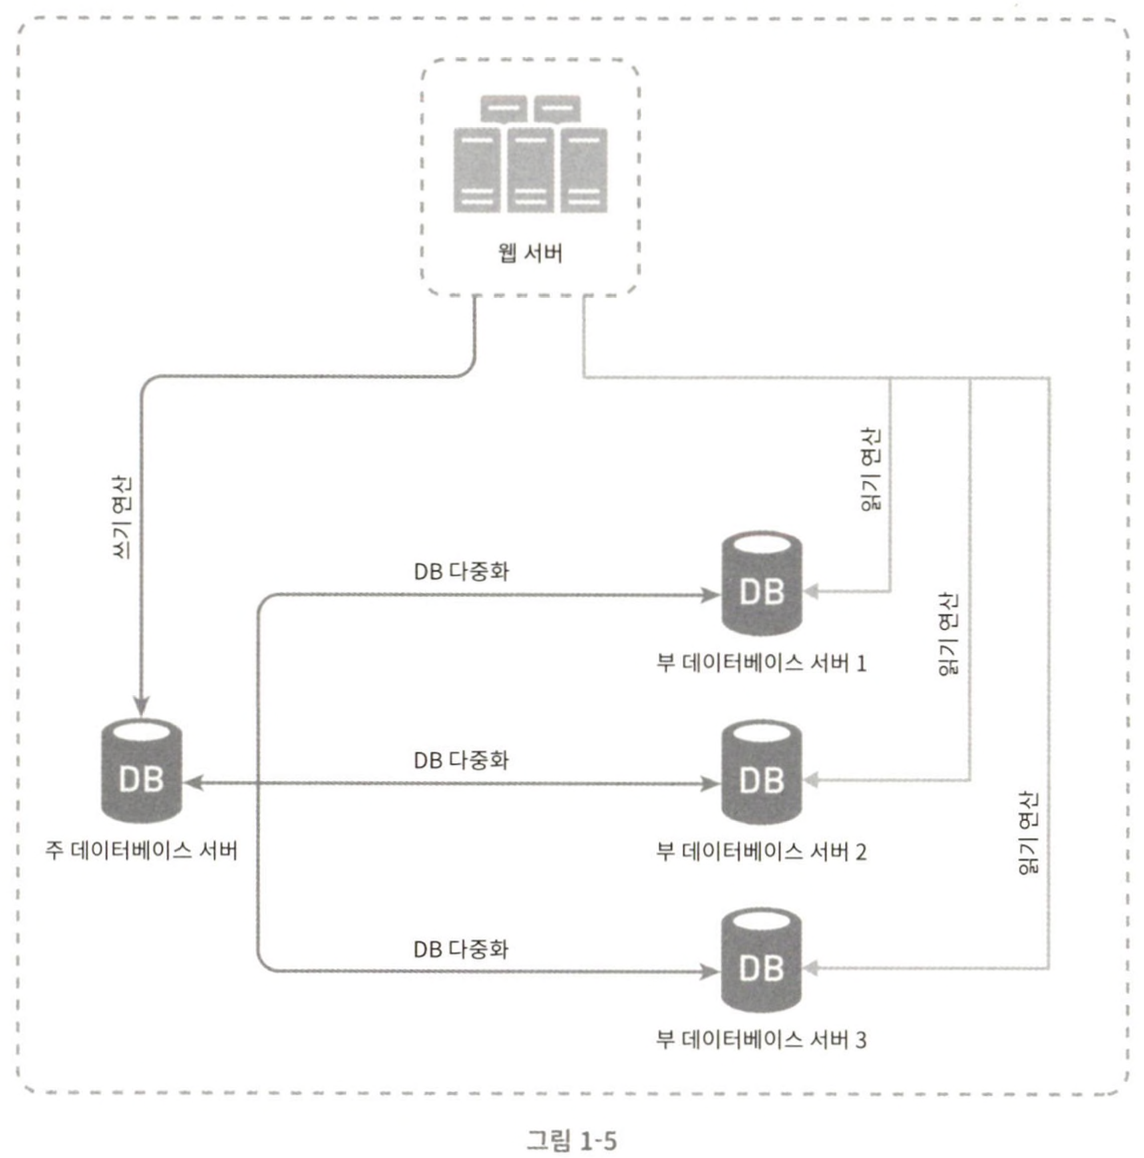 웹 서버
쓰기 연산
읽기 연산
DB 다중화
DB
부 데이터베이스 서버 1
읽기 연산
DB 다중화
DB
DB
주 데이터베이스 서버
부 데이터베이스 서버 2
읽기 연산
DB 다중화
DB
부 데이터베이스 서버 3
그림 1-5